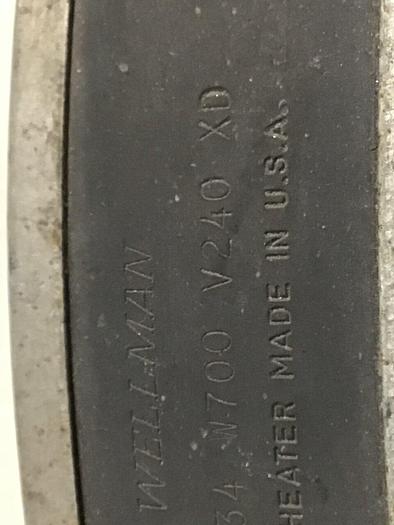 WELLMAN
34 W700 V240 XD
HEATER MADE IN U.S.A.